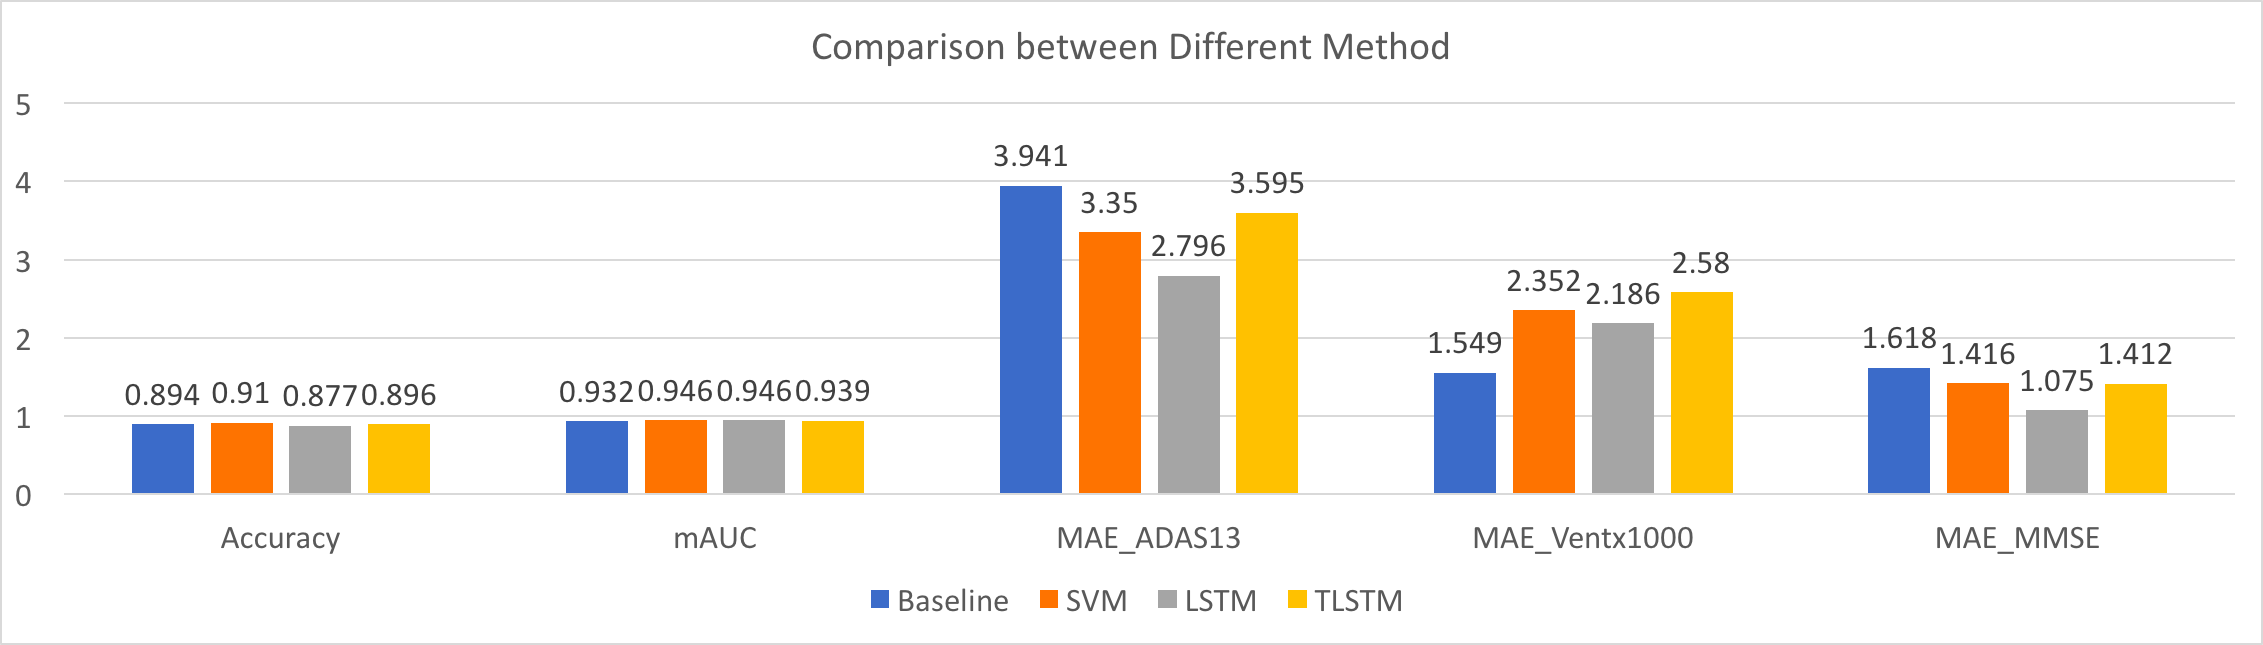 Comparison between Different Method
5
4
3
2
1
0
0.894 0.91 0.877 0.896
0.932 0.946 0.946 0.939
3.941 3.35 2.796 3.595
1.549 2.352 2.186 2.58
1.618 1.416 1.075 1.412
Accuracy mAUC MAE_ADAS13 MAE_Ventx1000 MAE_MMSE
Baseline SVM LSTM TLSTM